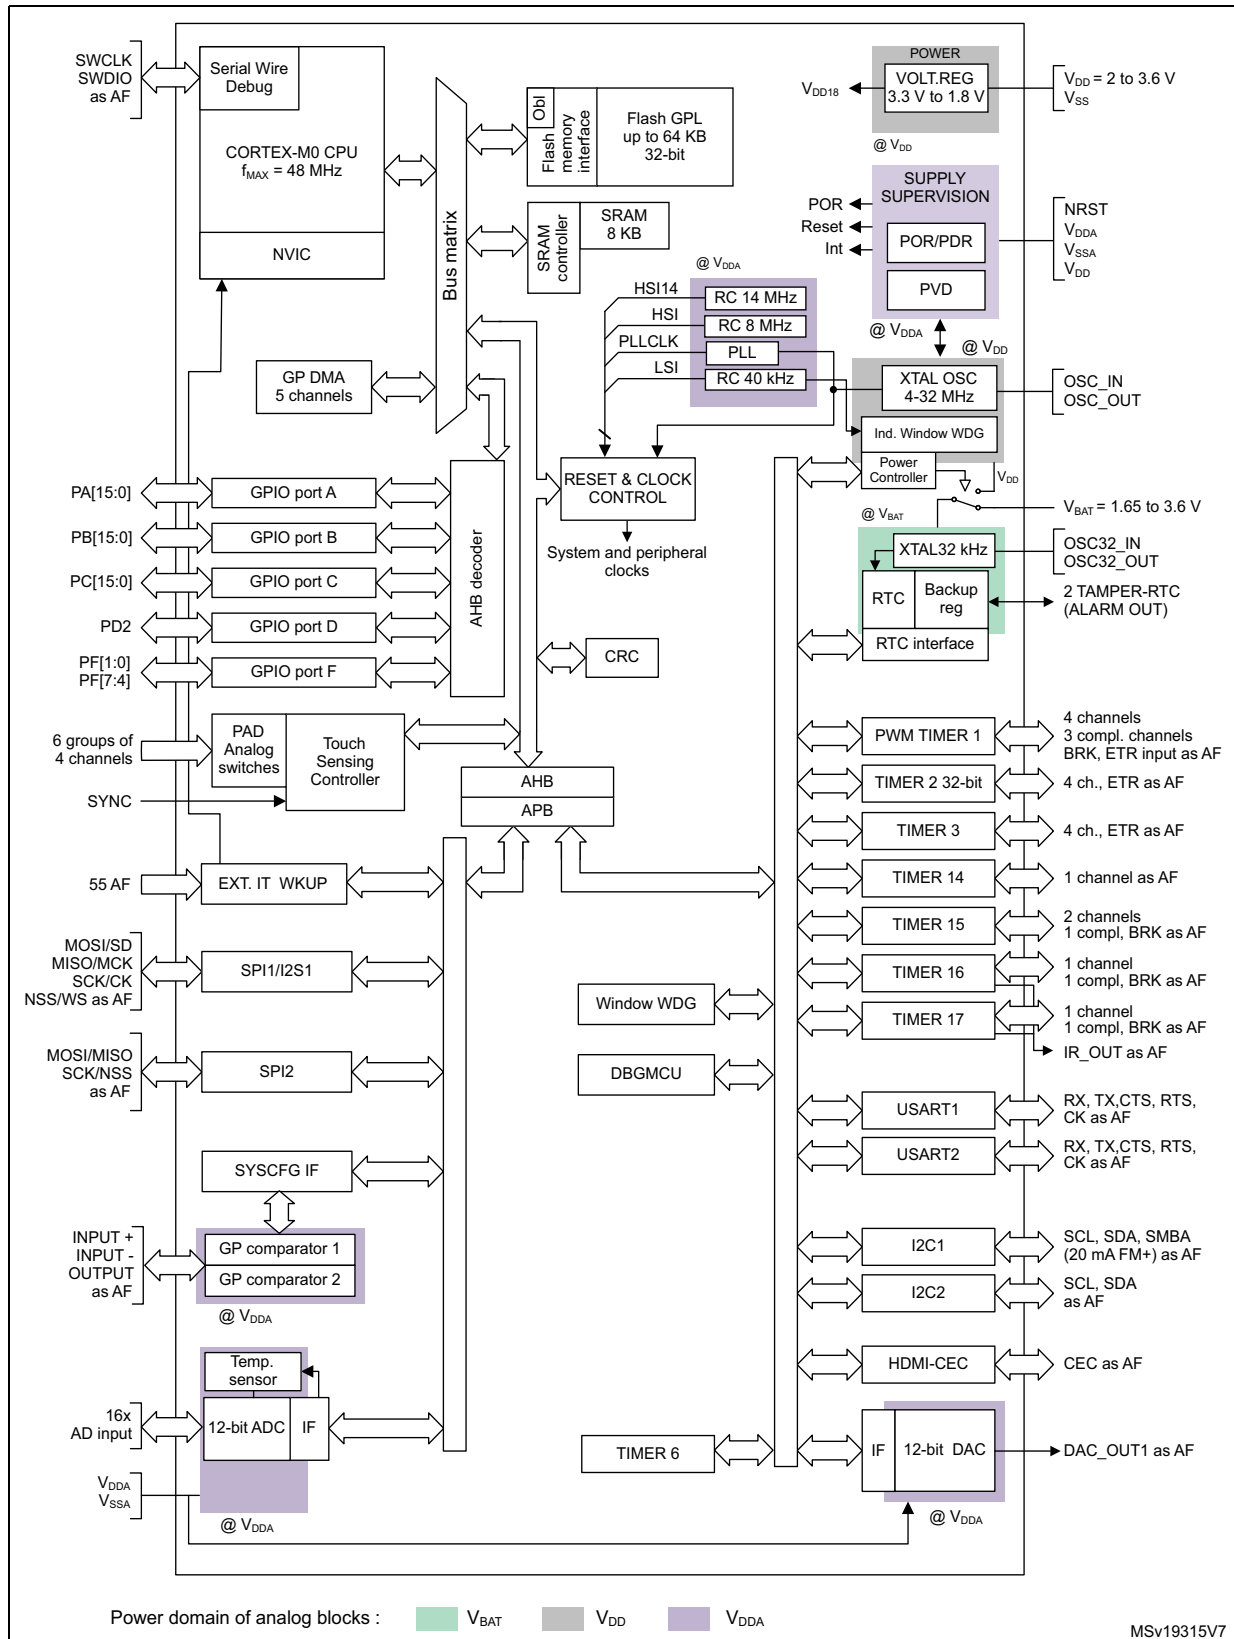 SWCLK
SWDIO
as AF
Serial Wire
Debug
CORTEX-M0 CPU
fMAX = 48 MHz
NVIC
Bus matrix
Obl
Flash
memory
interface
Flash GPL
up to 64 KB
32-bit
SRAM
controller
SRAM
8 KB
POWER
VOLT.REG
3.3 V to 1.8 V
VDD18
VDD = 2 to 3.6 V
VSS
@ VDD
SUPPLY
SUPERVISION
POR
Reset
Int
POR/PDR
PVD
NRST
VDDA
VSSA
VDD
@ VDDA
@ VDDA
@ VDD
HSI14
HSI
PLLCLK
LSI
RC 14 MHz
RC 8 MHz
PLL
RC 40 kHz
XTAL OSC
4-32 MHz
OSC_IN
OSC_OUT
Ind. Window WDG
Power
Controller
VDD
VBAT = 1.65 to 3.6 V
@ VBAT
XTAL32 kHz
OSC32_IN
OSC32_OUT
RTC
Backup
reg
2 TAMPER-RTC
(ALARM OUT)
RTC interface
GP DMA
5 channels
RESET & CLOCK
CONTROL
System and peripheral
clocks
AHB decoder
PA[15:0]
GPIO port A
PB[15:0]
GPIO port B
PC[15:0]
GPIO port C
PD2
GPIO port D
PF[1:0]
PF[7:4]
GPIO port F
CRC
6 groups of
4 channels
PAD
Analog
switches
Touch
Sensing
Controller
SYNC
AHB
APB
PWM TIMER 1
4 channels
3 compl. channels
BRK, ETR input as AF
TIMER 2 32-bit
4 ch., ETR as AF
TIMER 3
4 ch., ETR as AF
TIMER 14
1 channel as AF
TIMER 15
2 channels
1 compl, BRK as AF
TIMER 16
1 channel
1 compl, BRK as AF
TIMER 17
1 channel
1 compl, BRK as AF
IR_OUT as AF
55 AF
EXT. IT WKUP
MOSI/SD
MISO/MCK
SCK/CK
NSS/WS as AF
SPI1/I2S1
Window WDG
MOSI/MISO
SCK/NSS
as AF
SPI2
DBGMCU
USART1
RX, TX,CTS, RTS,
CK as AF
USART2
RX, TX,CTS, RTS,
CK as AF
SYSCFG IF
INPUT +
INPUT -
OUTPUT
as AF
GP comparator 1
GP comparator 2
@ VDDA
I2C1
SCL, SDA, SMBA
(20 mA FM+) as AF
I2C2
SCL, SDA
as AF
HDMI-CEC
CEC as AF
Temp.
sensor
16x
AD input
12-bit ADC
IF
TIMER 6
IF
12-bit DAC
DAC_OUT1 as AF
VDDA
VSSA
@ VDDA
@ VDDA
Power domain of analog blocks :
VBAT
VDD
VDDA
MSv19315V7